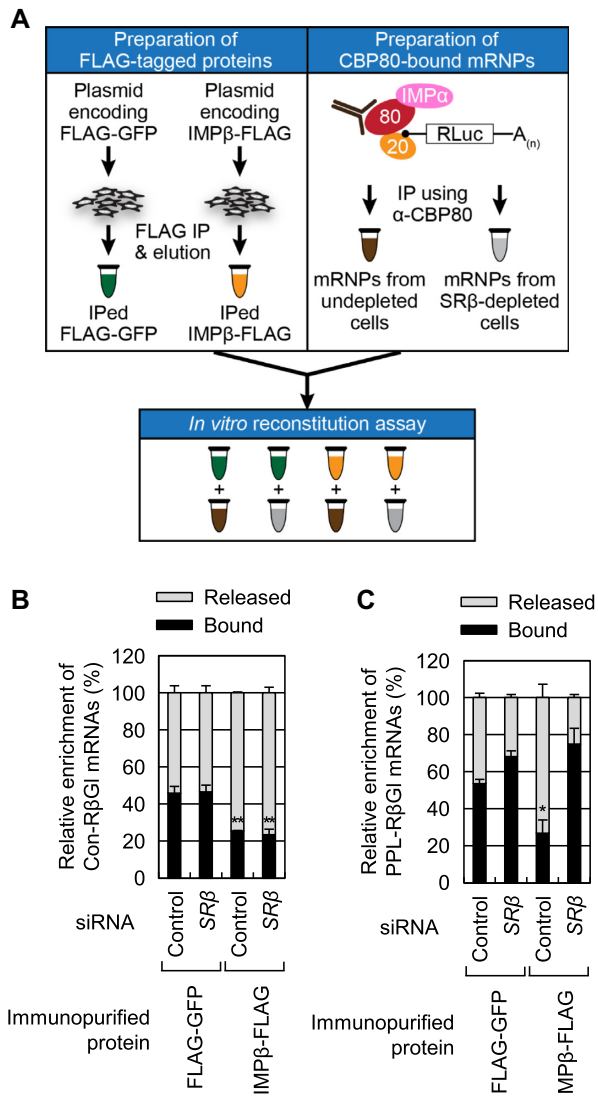 A
Preparation of
FLAG-tagged proteins
Preparation of
CBP80-bound mRNPs
Plasmid
encoding
FLAG-GFP
Plasmid
encoding
IMPβ-FLAG
FLAG IP
& elution
IPed
FLAG-GFP
IPed
IMPβ-FLAG
IMPα
80
20
RLuc
A(n)
IP using
α-CBP80
mRNPs from
undepleted
cells
mRNPs from
SRβ-depleted
cells
In vitro reconstitution assay
+ + + +
B
Released
Bound
Relative enrichment of
Con-RβGl mRNAs (%)
120
100
80
60
40
20
0
** **
siRNA
Control
SRβ
Control
SRβ
Immunopurified
protein
FLAG-GFP
IMPβ-FLAG
C
Released
Bound
Relative enrichment of
PPL-RβGl mRNAs (%)
120
100
80
60
40
20
0
*
siRNA
Control
SRβ
Control
SRβ
Immunopurified
protein
FLAG-GFP
MPβ-FLAG